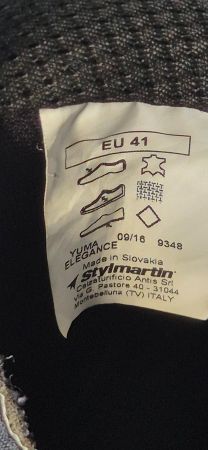 EU 41
YUMA 09/16 9348
ELEGANCE
Made in Slovakia
Stylmartin
Calzaturificio Antis Srl
Via G. Pastore 40 - 31044
Montebelluna (TV) ITALY